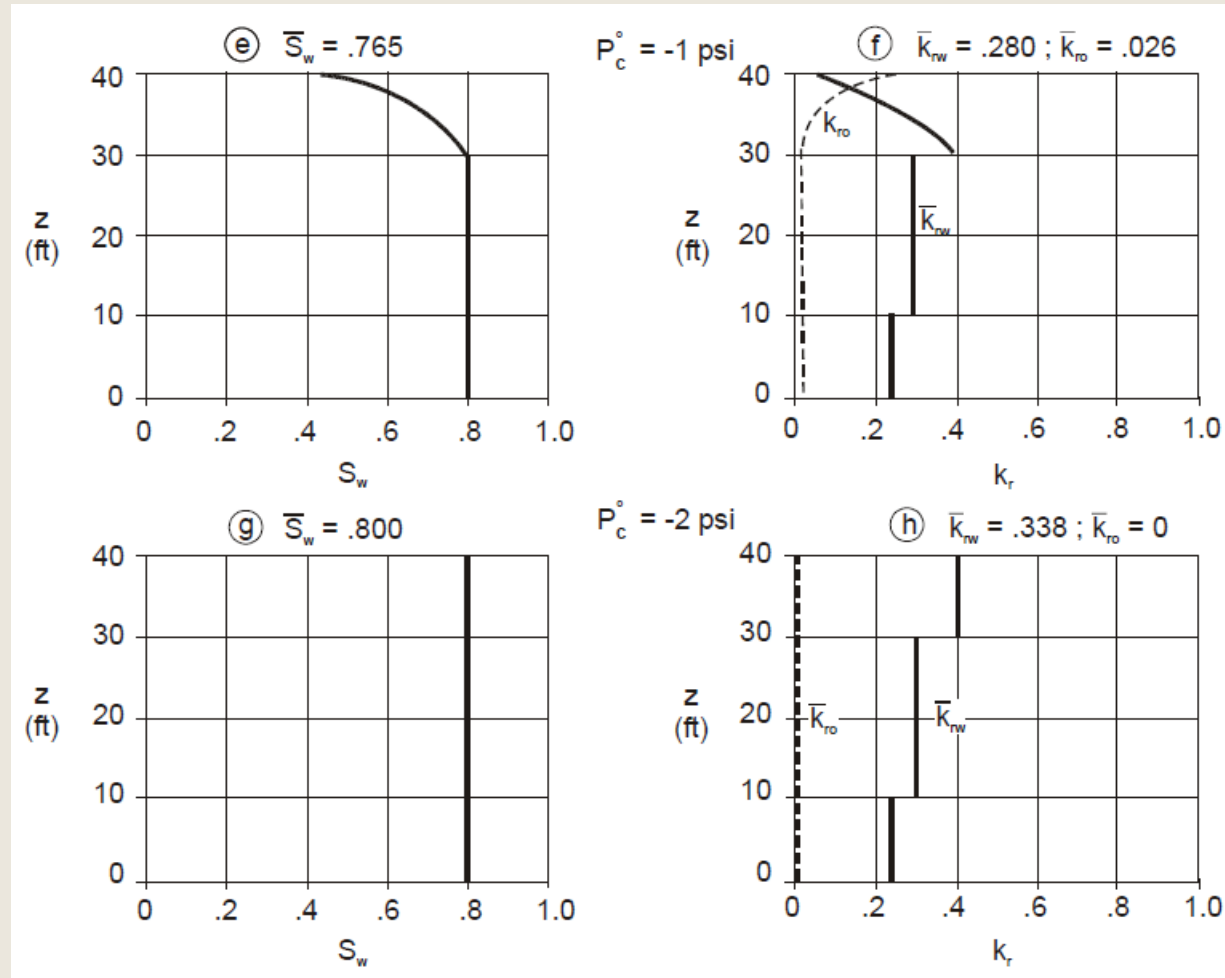 ⓔ S̅w = .765
P°c = -1 psi
ⓕ k̅rw = .280 ; k̅ro = .026
40
30
20
10
0
z
(ft)
0 .2 .4 .6 .8 1.0
Sw
40
30
20
10
0
z
(ft)
kro
k̅rw
0 .2 .4 .6 .8 1.0
kr
ⓖ S̅w = .800
P°c = -2 psi
ⓗ k̅rw = .338 ; k̅ro = 0
40
30
20
10
0
z
(ft)
0 .2 .4 .6 .8 1.0
Sw
40
30
20
10
0
z
(ft)
k̅ro
k̅rw
0 .2 .4 .6 .8 1.0
kr